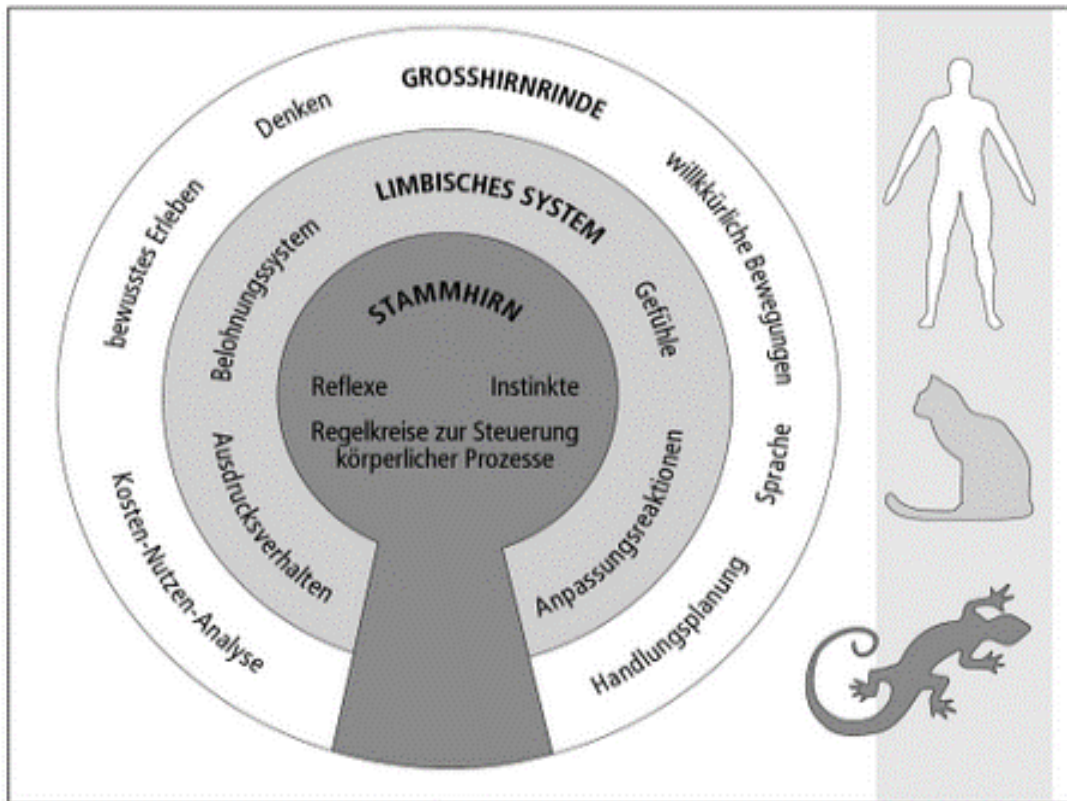 GROSSHIRNRINDE
Denken
bewusstes Erleben
Kosten-Nutzen-Analyse
willkkürliche Bewegungen
Sprache
Handlungsplanung
LIMBISCHES SYSTEM
Belohnungssystem
Ausdrucksverhalten
Gefühle
Anpassungsreaktionen
STAMMHIRN
Reflexe
Instinkte
Regelkreise zur Steuerung
körperlicher Prozesse